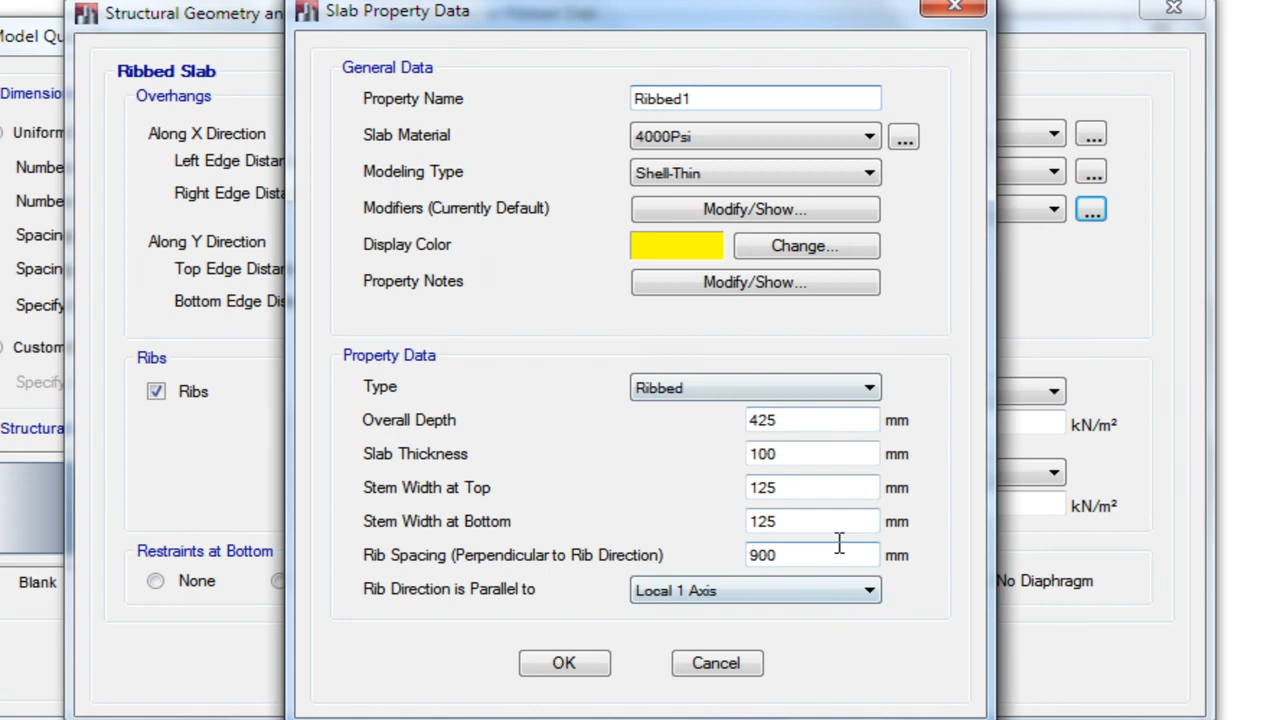 Structural Geometry an
Slab Property Data
Model Qu
Ribbed Slab
General Data
Dimensio
Overhangs
Property Name
Ribbed1
Uniform
Along X Direction
Slab Material
4000Psi
...
...
Numbe
Left Edge Distan
Modeling Type
Shell-Thin
...
Numbe
Right Edge Dista
Modifiers (Currently Default)
Modify/Show...
...
Spacin
Along Y Direction
Display Color
Change...
Spacin
Top Edge Distan
Property Notes
Modify/Show...
Specify
Bottom Edge Di
Custom
Ribs
Property Data
Specify
Ribs
Type
Ribbed
Structura
Overall Depth
425
mm
kN/m²
Slab Thickness
100
mm
Stem Width at Top
125
mm
kN/m²
Stem Width at Bottom
125
mm
Restraints at Bottom
Rib Spacing (Perpendicular to Rib Direction)
900
mm
Blank
None
Rib Direction is Parallel to
Local 1 Axis
No Diaphragm
OK
Cancel